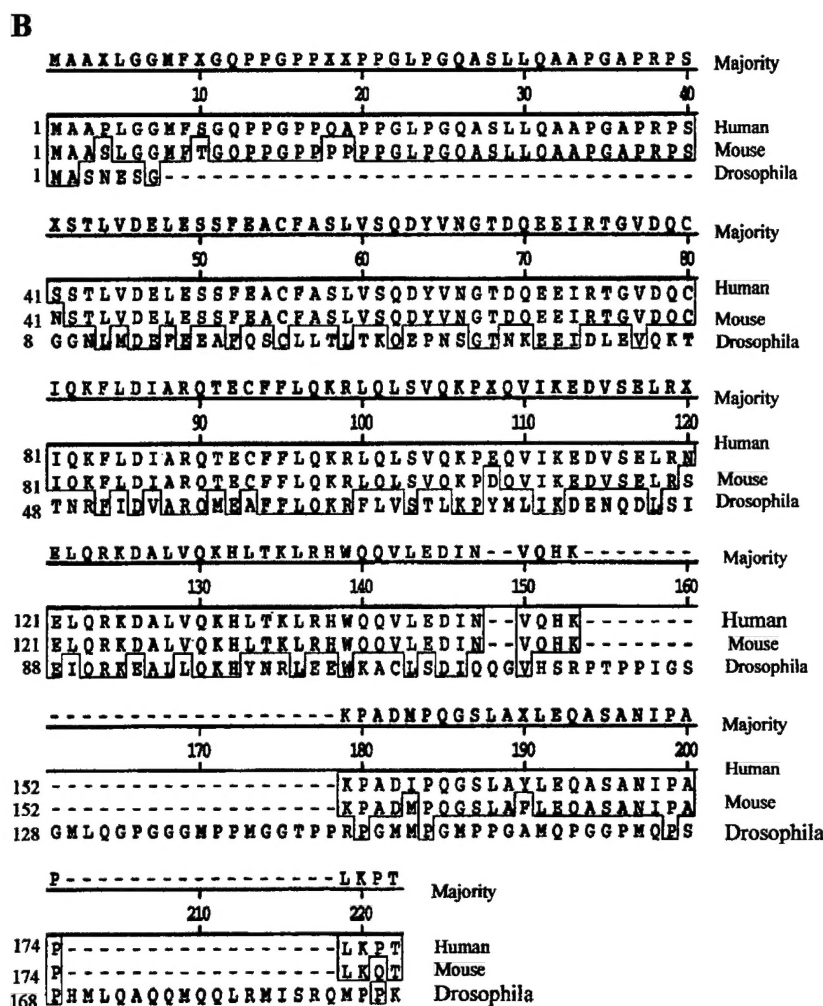 B
MAAXLGGMFXGQPPGPPXXPPGLPGQASLLQAAPGAPRPS Majority
10 20 30 40
1 MAAPLGGMFSGQPPGPPQAPPGLPGQASLLQAAPGAPRPS Human
1 MAASLGGMFTGQPPGPPPPPPGLPGQASLLQAAPGAPRPS Mouse
1 MASNESG--------------------------------- Drosophila
XSTLVDELESSFEACFASLVSQDYVNGTDQEEIRTGVDQC Majority
50 60 70 80
41 SSTLVDELESSFEACFASLVSQDYVNGTDQEEIRTGVDQC Human
41 NSTLVDELESSFEACFASLVSQDYVNGTDQEEIRTGVDQC Mouse
8 GGNLMDEFEEAFQSCLLTLTKQEPNSGTNKEEIDLEVQKT Drosophila
IQKFLDIARQTECFFLQKRLQLSVQKPXQVIKEDVSELRX Majority
90 100 110 120
81 IQKFLDIARQTECFFLQKRLQLSVQKPEQVIKEDVSELRN Human
81 IQKFLDIARQTECFFLQKRLQLSVQKPDQVIKEDVSELRS Mouse
48 TNRFIDVARQMEAFFLQKRFLVSTLKPYMLIKDENQDLSI Drosophila
ELQRKDALVQKHLTKLRHWQQVLEDIN--VQHK------- Majority
130 140 150 160
121 ELQRKDALVQKHLTKLRHWQQVLEDIN--VQHK------- Human
121 ELQRKDALVQKHLTKLRHWQQVLEDIN--VQHK------- Mouse
88 EIQRKEALLQKHYNRLEEWKACLSDIQQGVHSRPTPPIGS Drosophila
------------------KPADMPQGSLAXLEQASANIPA Majority
170 180 190 200
152 ------------------KPADIPQGSLAYLEQASANIPA Human
152 ------------------KPADMPQGSLAFLEQASANIPA Mouse
128 GMLQGPGGGMPPMGGTPPRPGMMPGMPPGAMQPGGPMQPS Drosophila
P-----------------LKPT Majority
210 220
174 P-----------------LKPT Human
174 P-----------------LKQT Mouse
168 PHMLQAQQMQQLRMISRQMPPK Drosophila